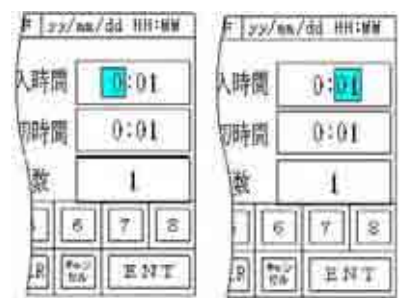 yy/mm/dd HH:MM
入時間 0:01
切時間 0:01
数 1
6 7 8
キャンセル ENT
yy/mm/dd HH:MM
入時間 0:01
切時間 0:01
数 1
6 7 8
R キャンセル ENT